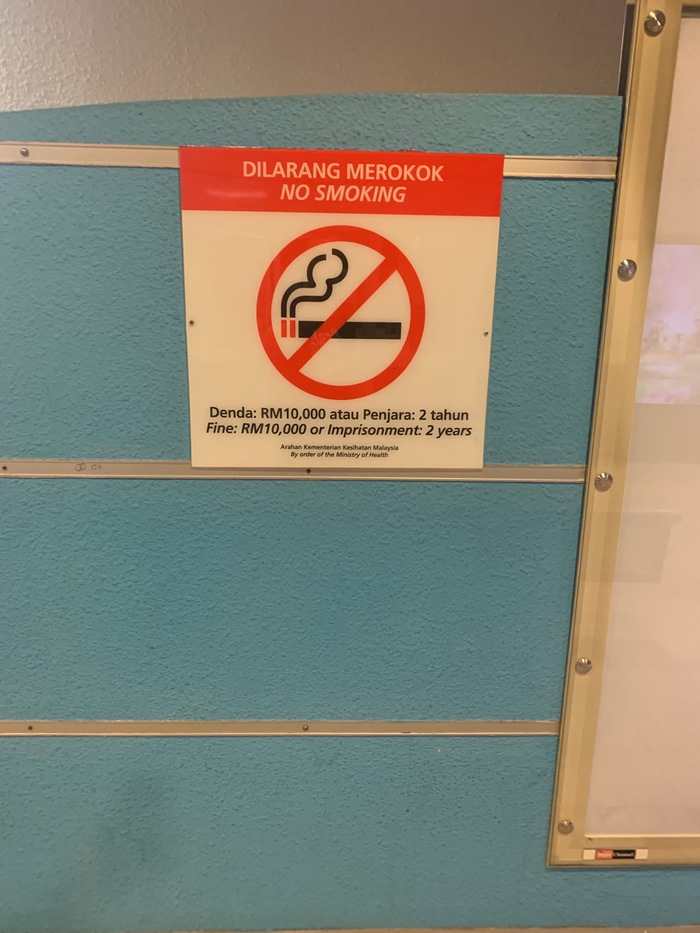 DILARANG MEROKOK
NO SMOKING
Denda: RM10,000 atau Penjara: 2 tahun
Fine: RM10,000 or Imprisonment: 2 years
Arahan Kementerian Kesihatan Malaysia
By order of the Ministry of Health